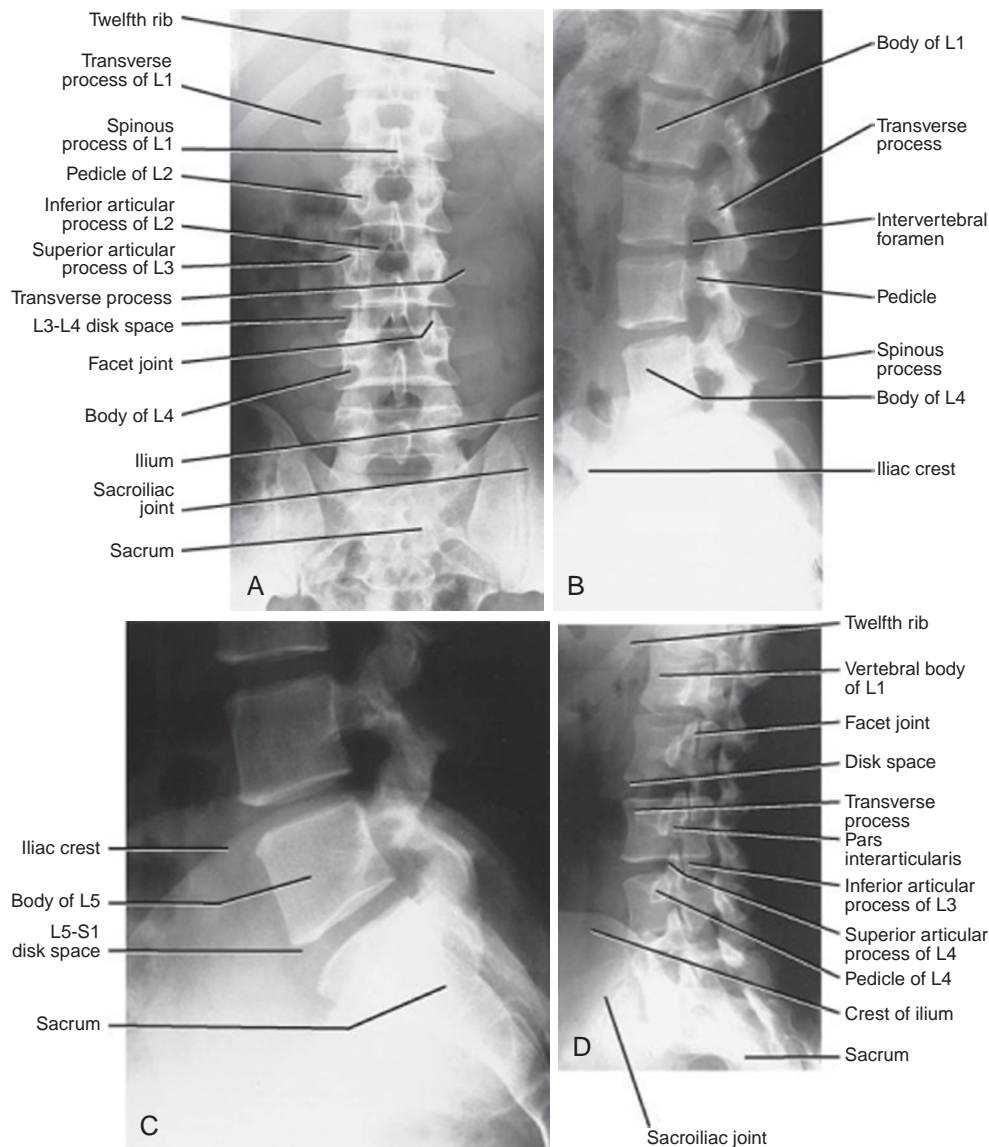 Twelfth rib
Transverse
process of L1
Spinous
process of L1
Pedicle of L2
Inferior articular
process of L2
Superior articular
process of L3
Transverse process
L3-L4 disk space
Facet joint
Body of L4
Ilium
Sacroiliac
joint
Sacrum
A
Body of L1
Transverse
process
Intervertebral
foramen
Pedicle
Spinous
process
Body of L4
Iliac crest
B
Iliac crest
Body of L5
L5-S1
disk space
Sacrum
C
Twelfth rib
Vertebral body
of L1
Facet joint
Disk space
Transverse
process
Pars
interarticularis
Inferior articular
process of L3
Superior articular
process of L4
Pedicle of L4
Crest of ilium
Sacrum
D
Sacroiliac joint